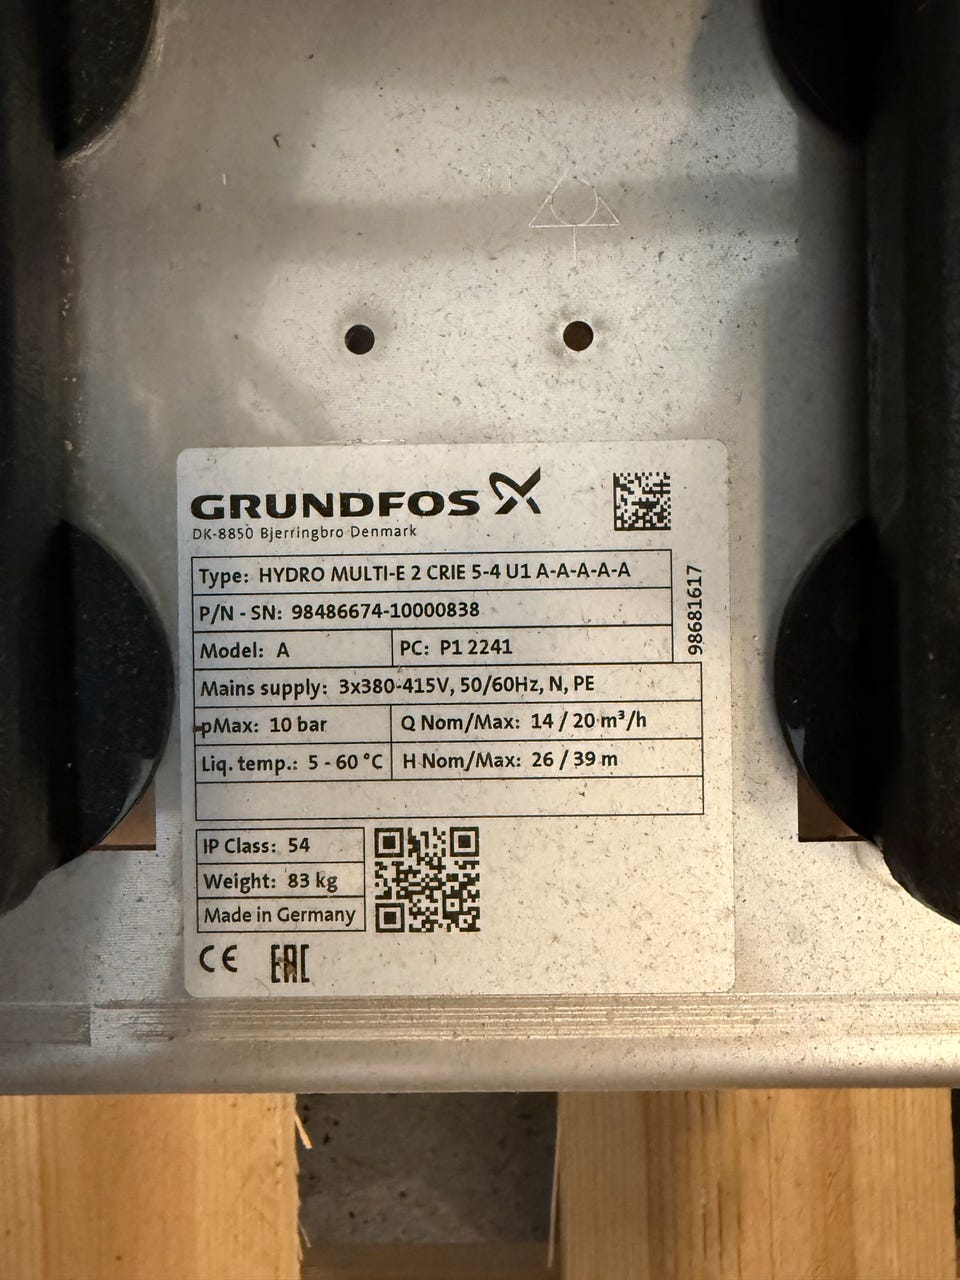 GRUNDFOS
DK-8850 Bjerringbro Denmark
Type: HYDRO MULTI-E 2 CRIE 5-4 U1 A-A-A-A-A
P/N - SN: 98486674-10000838
Model: A PC: P1 2241
98681617
Mains supply: 3x380-415V, 50/60Hz, N, PE
pMax: 10 bar Q Nom/Max: 14 / 20 m³/h
Liq. temp.: 5 - 60 °C H Nom/Max: 26 / 39 m
IP Class: 54
Weight: 83 kg
Made in Germany
CE EAC